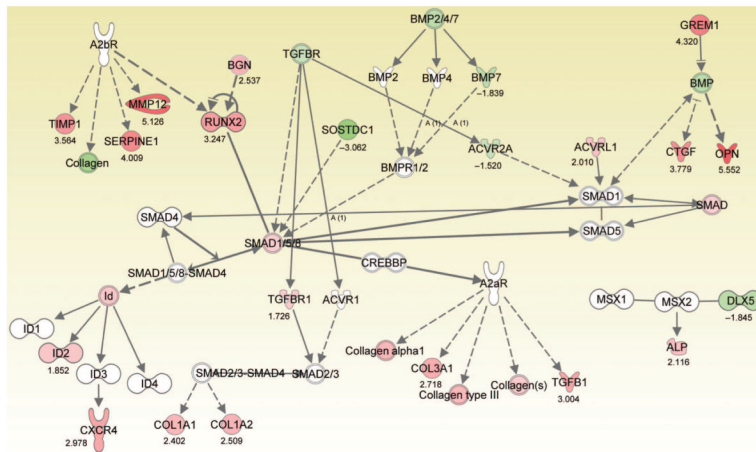 A2bR
BMP2/4/7
GREM1
4.320
BGN
2.537
TGFBR
BMP2
BMP4
BMP7
−1.839
BMP
MMP12
5.126
TIMP1
3.564
SERPINE1
4.009
Collagen
RUNX2
3.247
SOSTDC1
−3.062
A (1)
A (1)
ACVR2A
−1.520
ACVRL1
2.010
CTGF
3.779
OPN
5.552
BMPR1/2
SMAD1
SMAD
SMAD4
A (1)
SMAD5
SMAD1/5/8
SMAD1/5/8-SMAD4
CREBBP
A2aR
Id
TGFBR1
1.726
ACVR1
MSX1
MSX2
DLX5
−1.845
ID1
ID2
1.852
ID3
ID4
ALP
2.116
Collagen alpha1
COL3A1
2.718
Collagen type III
Collagen(s)
TGFB1
3.004
SMAD2/3-SMAD4
SMAD2/3
CXCR4
2.978
COL1A1
2.402
COL1A2
2.509